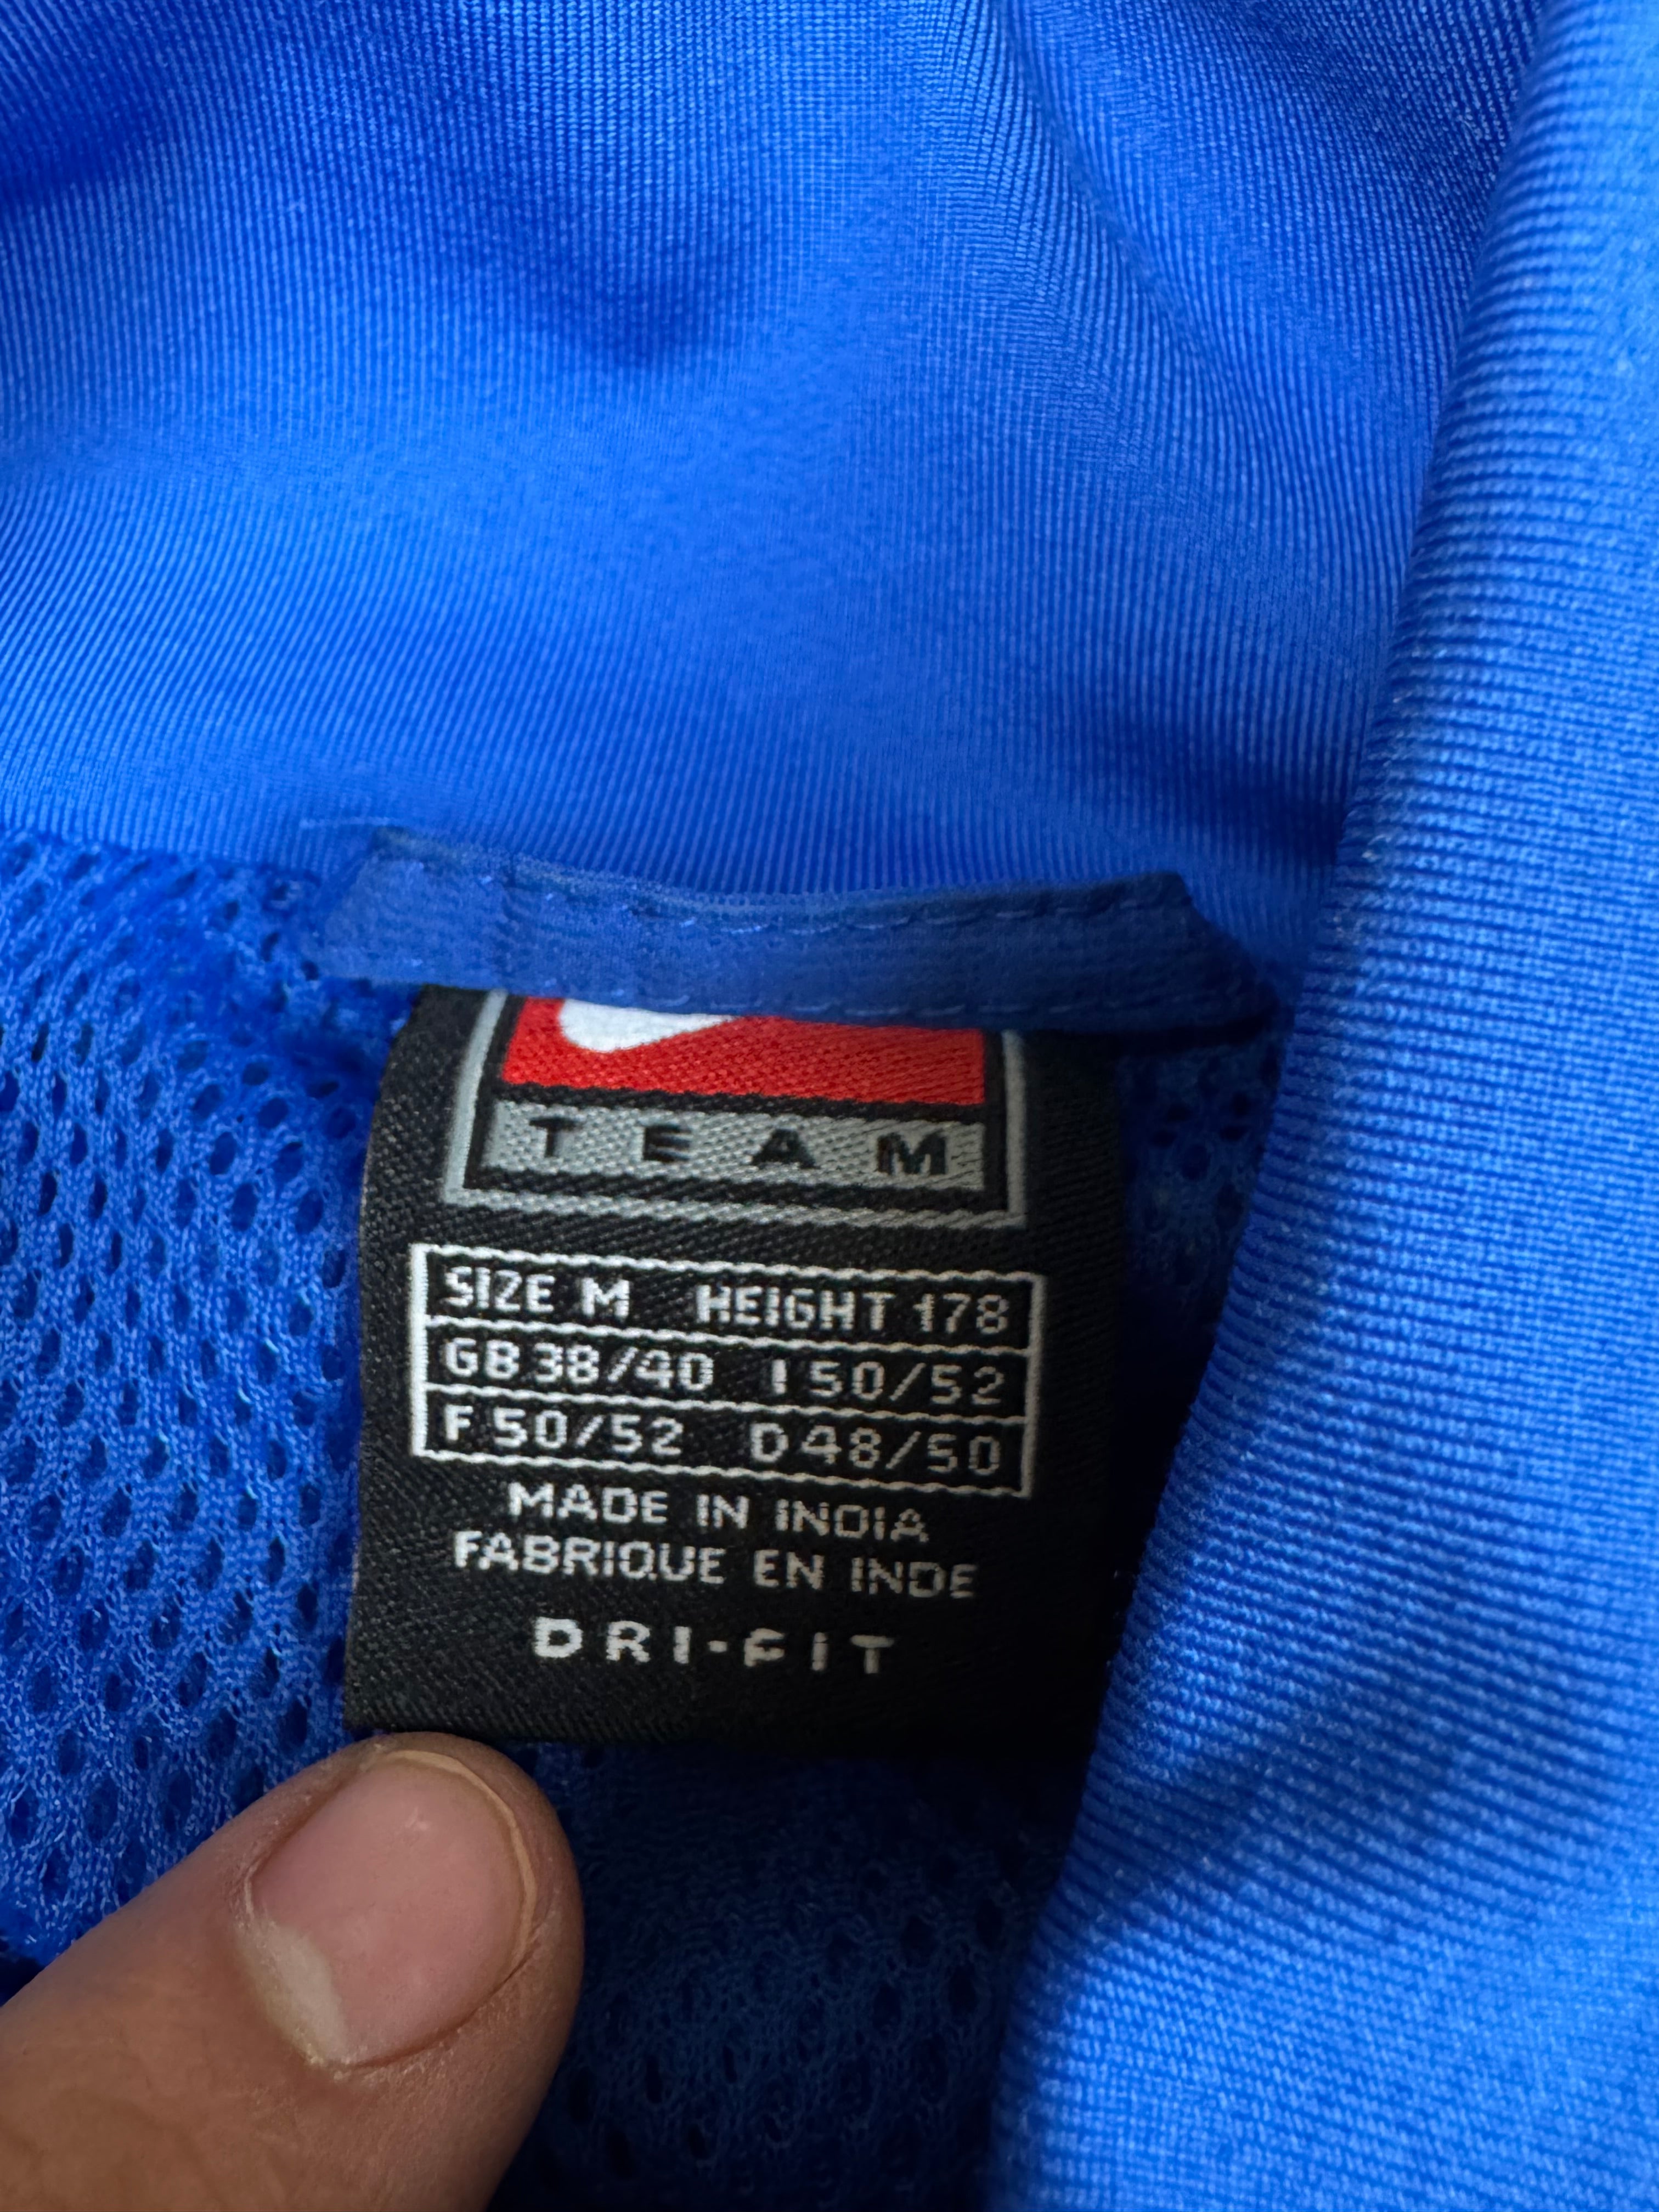 TEAM
SIZE M HEIGHT 178
GB 38/40 I 50/52
F 50/52 D 48/50
MADE IN INDIA
FABRIQUE EN INDE
DRI-FIT